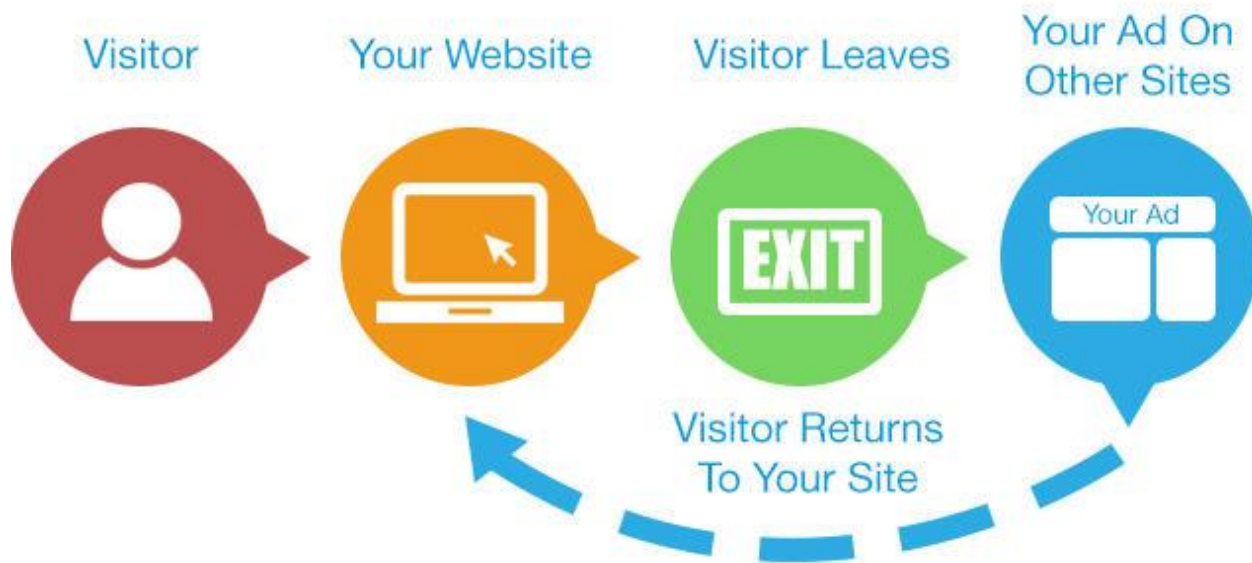 Visitor
Your Website
Visitor Leaves
Your Ad On
Other Sites
EXIT
Your Ad
Visitor Returns
To Your Site